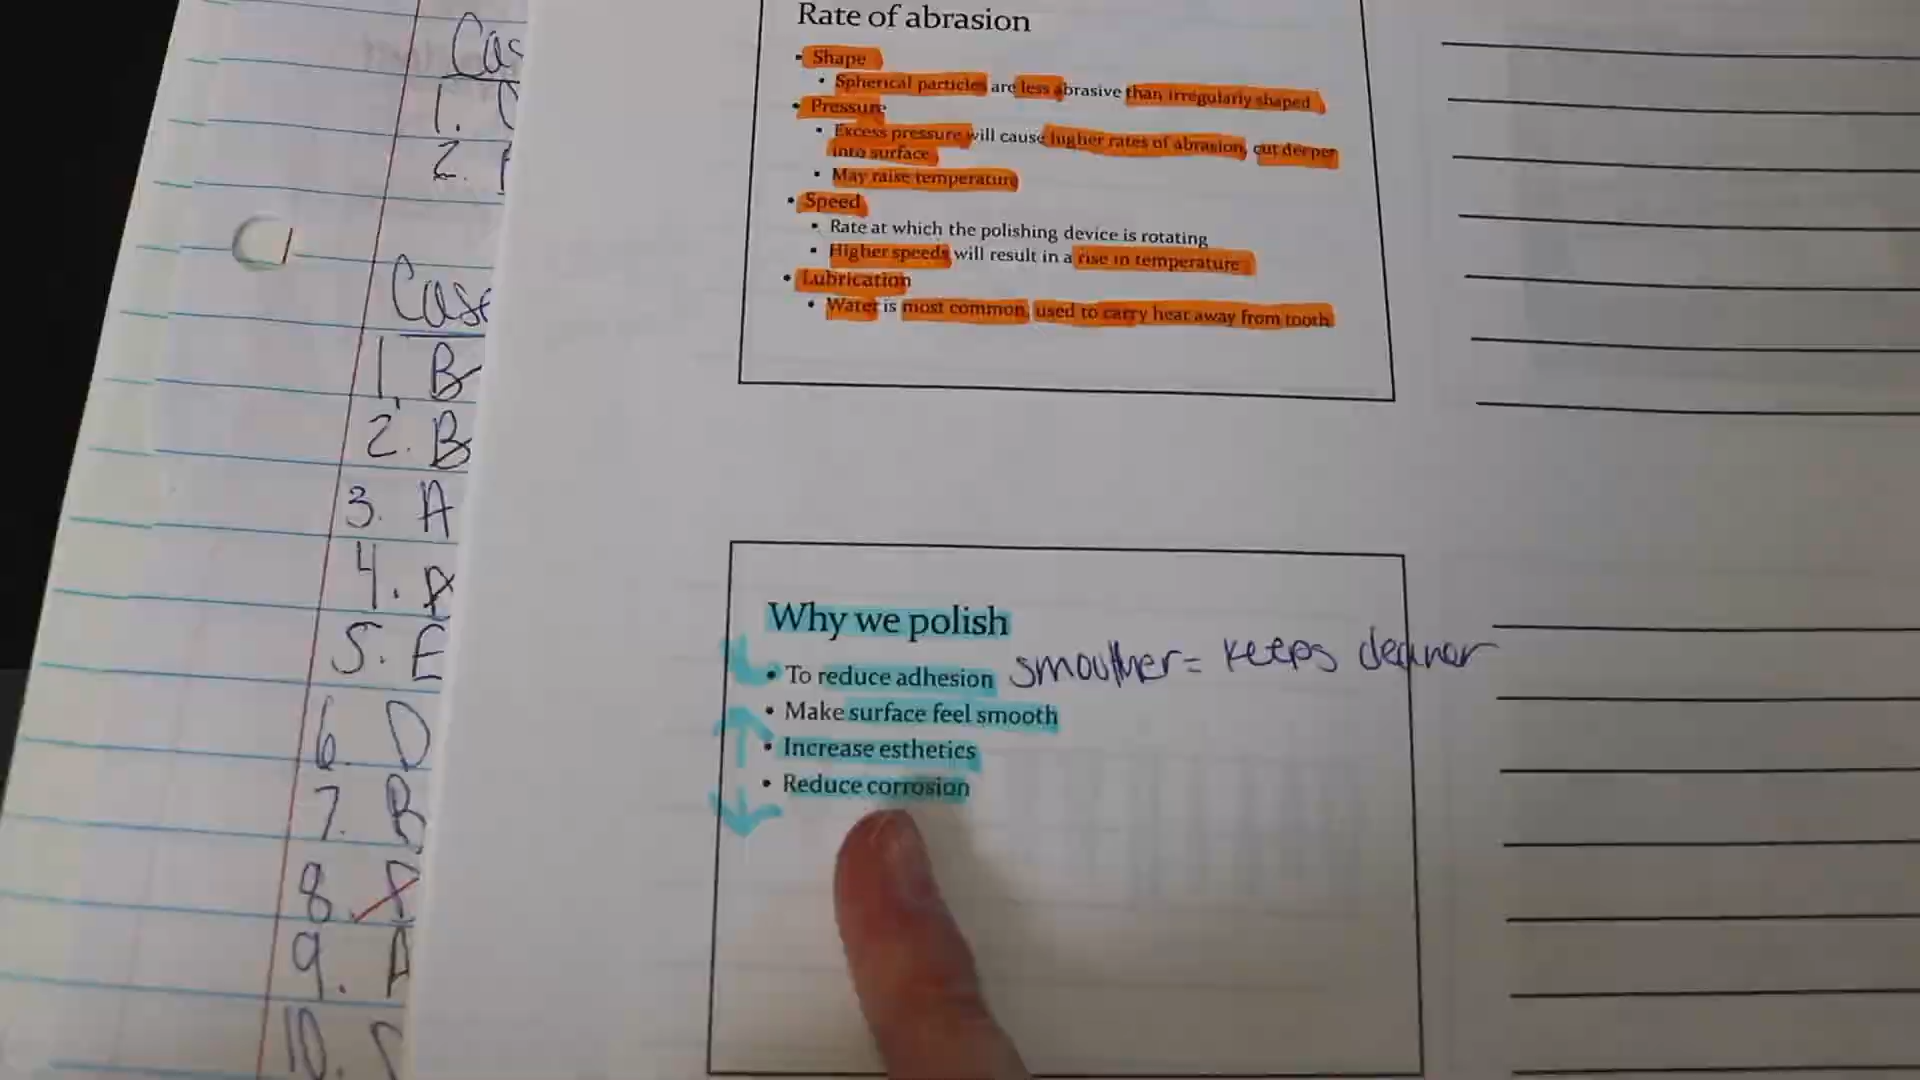 Cas
1.
2.
Case
1. B
2. B
3. A
4. A
5. E
6. D
7. B
8.
9. A
10.
Rate of abrasion
• Shape
• Spherical particles are less abrasive than irregularly shaped
• Pressure
• Excess pressure will cause higher rates of abrasion, cut deeper
into surface
• May raise temperature
• Speed
• Rate at which the polishing device is rotating
• Higher speeds will result in a rise in temperature
• Lubrication
• Water is most common, used to carry heat away from tooth
Why we polish
• To reduce adhesion smoother = keeps cleaner
• Make surface feel smooth
• Increase esthetics
• Reduce corrosion